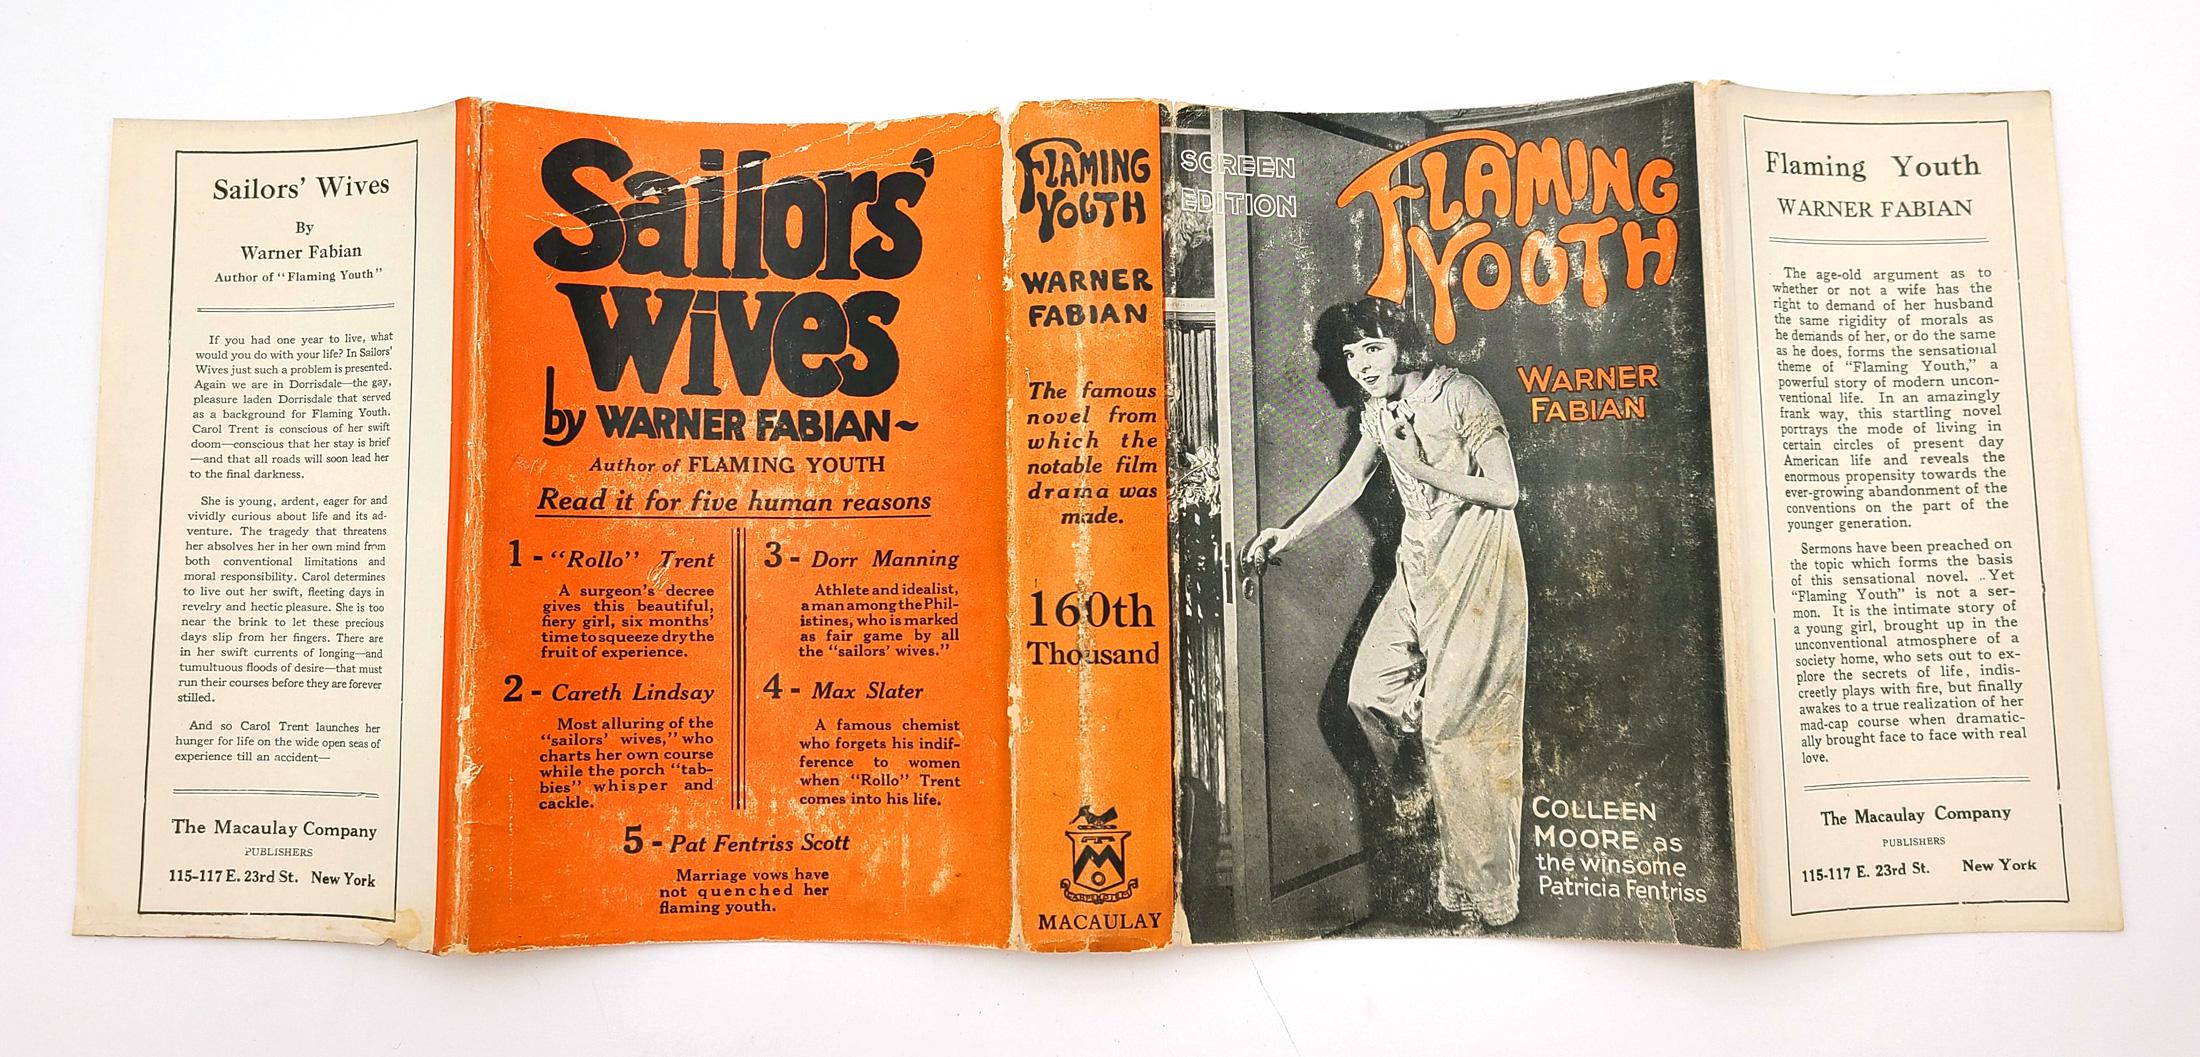 Sailors' Wives
By
Warner Fabian
Author of "Flaming Youth"
If you had one year to live, what
would you do with your life? In Sailors'
Wives just such a problem is presented.
Again we are in Dorrisdale—the gay,
pleasure laden Dorrisdale that served
as a background for Flaming Youth.
Carol Trent is conscious of her swift
doom—conscious that her stay is brief
—and that all roads will soon lead her
to the final darkness.
She is young, ardent, eager for and
vividly curious about life and its ad-
venture. The tragedy that threatens
her absolves her in her own mind from
both conventional limitations and
moral responsibility. Carol determines
to live out her swift, fleeting days in
revelry and hectic pleasure. She is too
near the brink to let these precious
days slip from her fingers. There are
in her swift currents of longing—and
tumultuous floods of desire—that must
run their courses before they are forever
stilled.
And so Carol Trent launches her
hunger for life on the wide open seas of
experience till an accident—
The Macaulay Company
PUBLISHERS
115-117 E. 23rd St. New York
Sailors'
Wives
by WARNER FABIAN~
Author of FLAMING YOUTH
Read it for five human reasons
1 - "Rollo" Trent
A surgeon's decree
gives this beautiful,
fiery girl, six months'
time to squeeze dry the
fruit of experience.
2 - Careth Lindsay
Most alluring of the
"sailors' wives," who
charts her own course
while the porch "tab-
bies" whisper and
cackle.
3 - Dorr Manning
Athlete and idealist,
a man among the Phil-
istines, who is marked
as fair game by all
the "sailors' wives."
4 - Max Slater
A famous chemist
who forgets his indif-
ference to women
when "Rollo" Trent
comes into his life.
5 - Pat Fentriss Scott
Marriage vows have
not quenched her
flaming youth.
FLAMING
YOUTH
WARNER
FABIAN
The famous
novel from
which the
notable film
drama was
made.
160th
Thousand
MACAULAY
SCREEN
EDITION
FLAMING
YOUTH
WARNER
FABIAN
COLLEEN
MOORE as
the winsome
Patricia Fentriss
Flaming Youth
WARNER FABIAN
The age-old argument as to
whether or not a wife has the
right to demand of her husband
the same rigidity of morals as
he demands of her, or do the same
as he does, forms the sensational
theme of "Flaming Youth," a
powerful story of modern uncon-
ventional life. In an amazingly
frank way, this startling novel
portrays the mode of living in
certain circles of present day
American life and reveals the
enormous propensity towards the
ever-growing abandonment of the
conventions on the part of the
younger generation.
Sermons have been preached on
the topic which forms the basis
of this sensational novel. .. Yet
"Flaming Youth" is not a ser-
mon. It is the intimate story of
a young girl, brought up in the
unconventional atmosphere of a
society home, who sets out to ex-
plore the secrets of life, indis-
creetly plays with fire, but finally
awakes to a true realization of her
mad-cap course when dramatic-
ally brought face to face with real
love.
The Macaulay Company
PUBLISHERS
115-117 E. 23rd St. New York